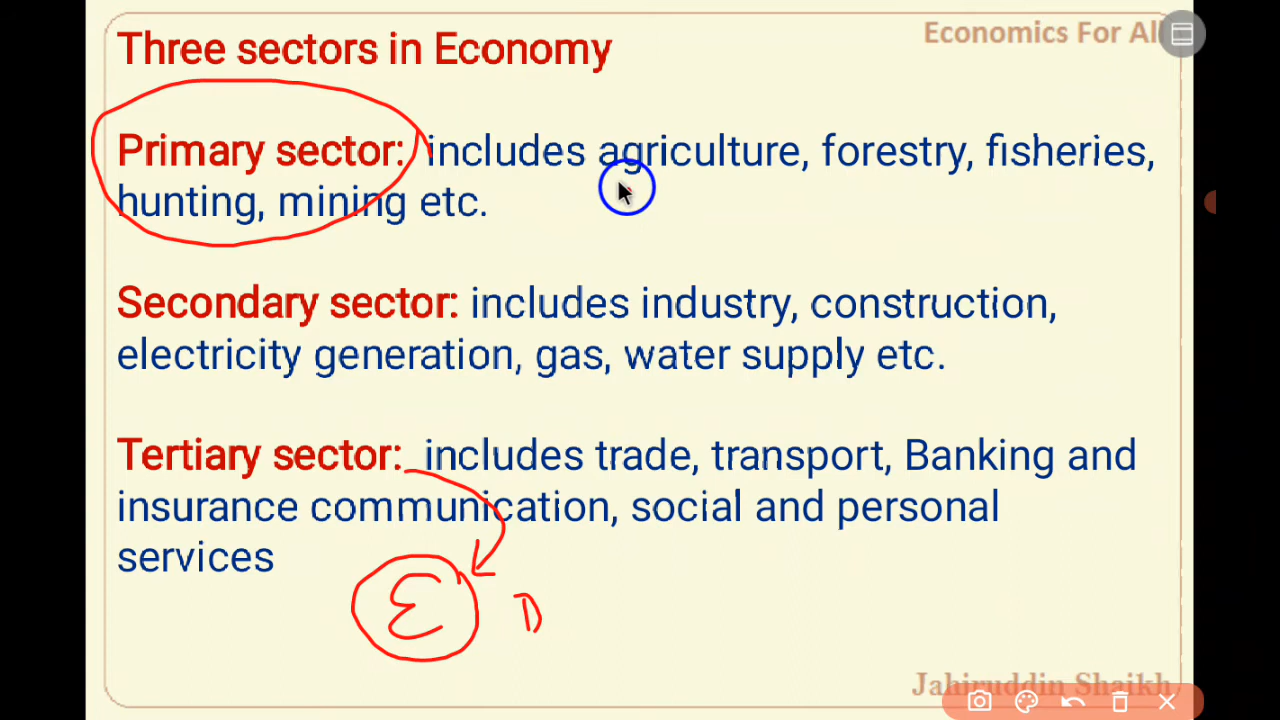 Economics For All
Three sectors in Economy
Primary sector: includes agriculture, forestry, fisheries,
hunting, mining etc.
Secondary sector: includes industry, construction,
electricity generation, gas, water supply etc.
Tertiary sector: includes trade, transport, Banking and
insurance communication, social and personal
services
E D
Jahiruddin Shaikh